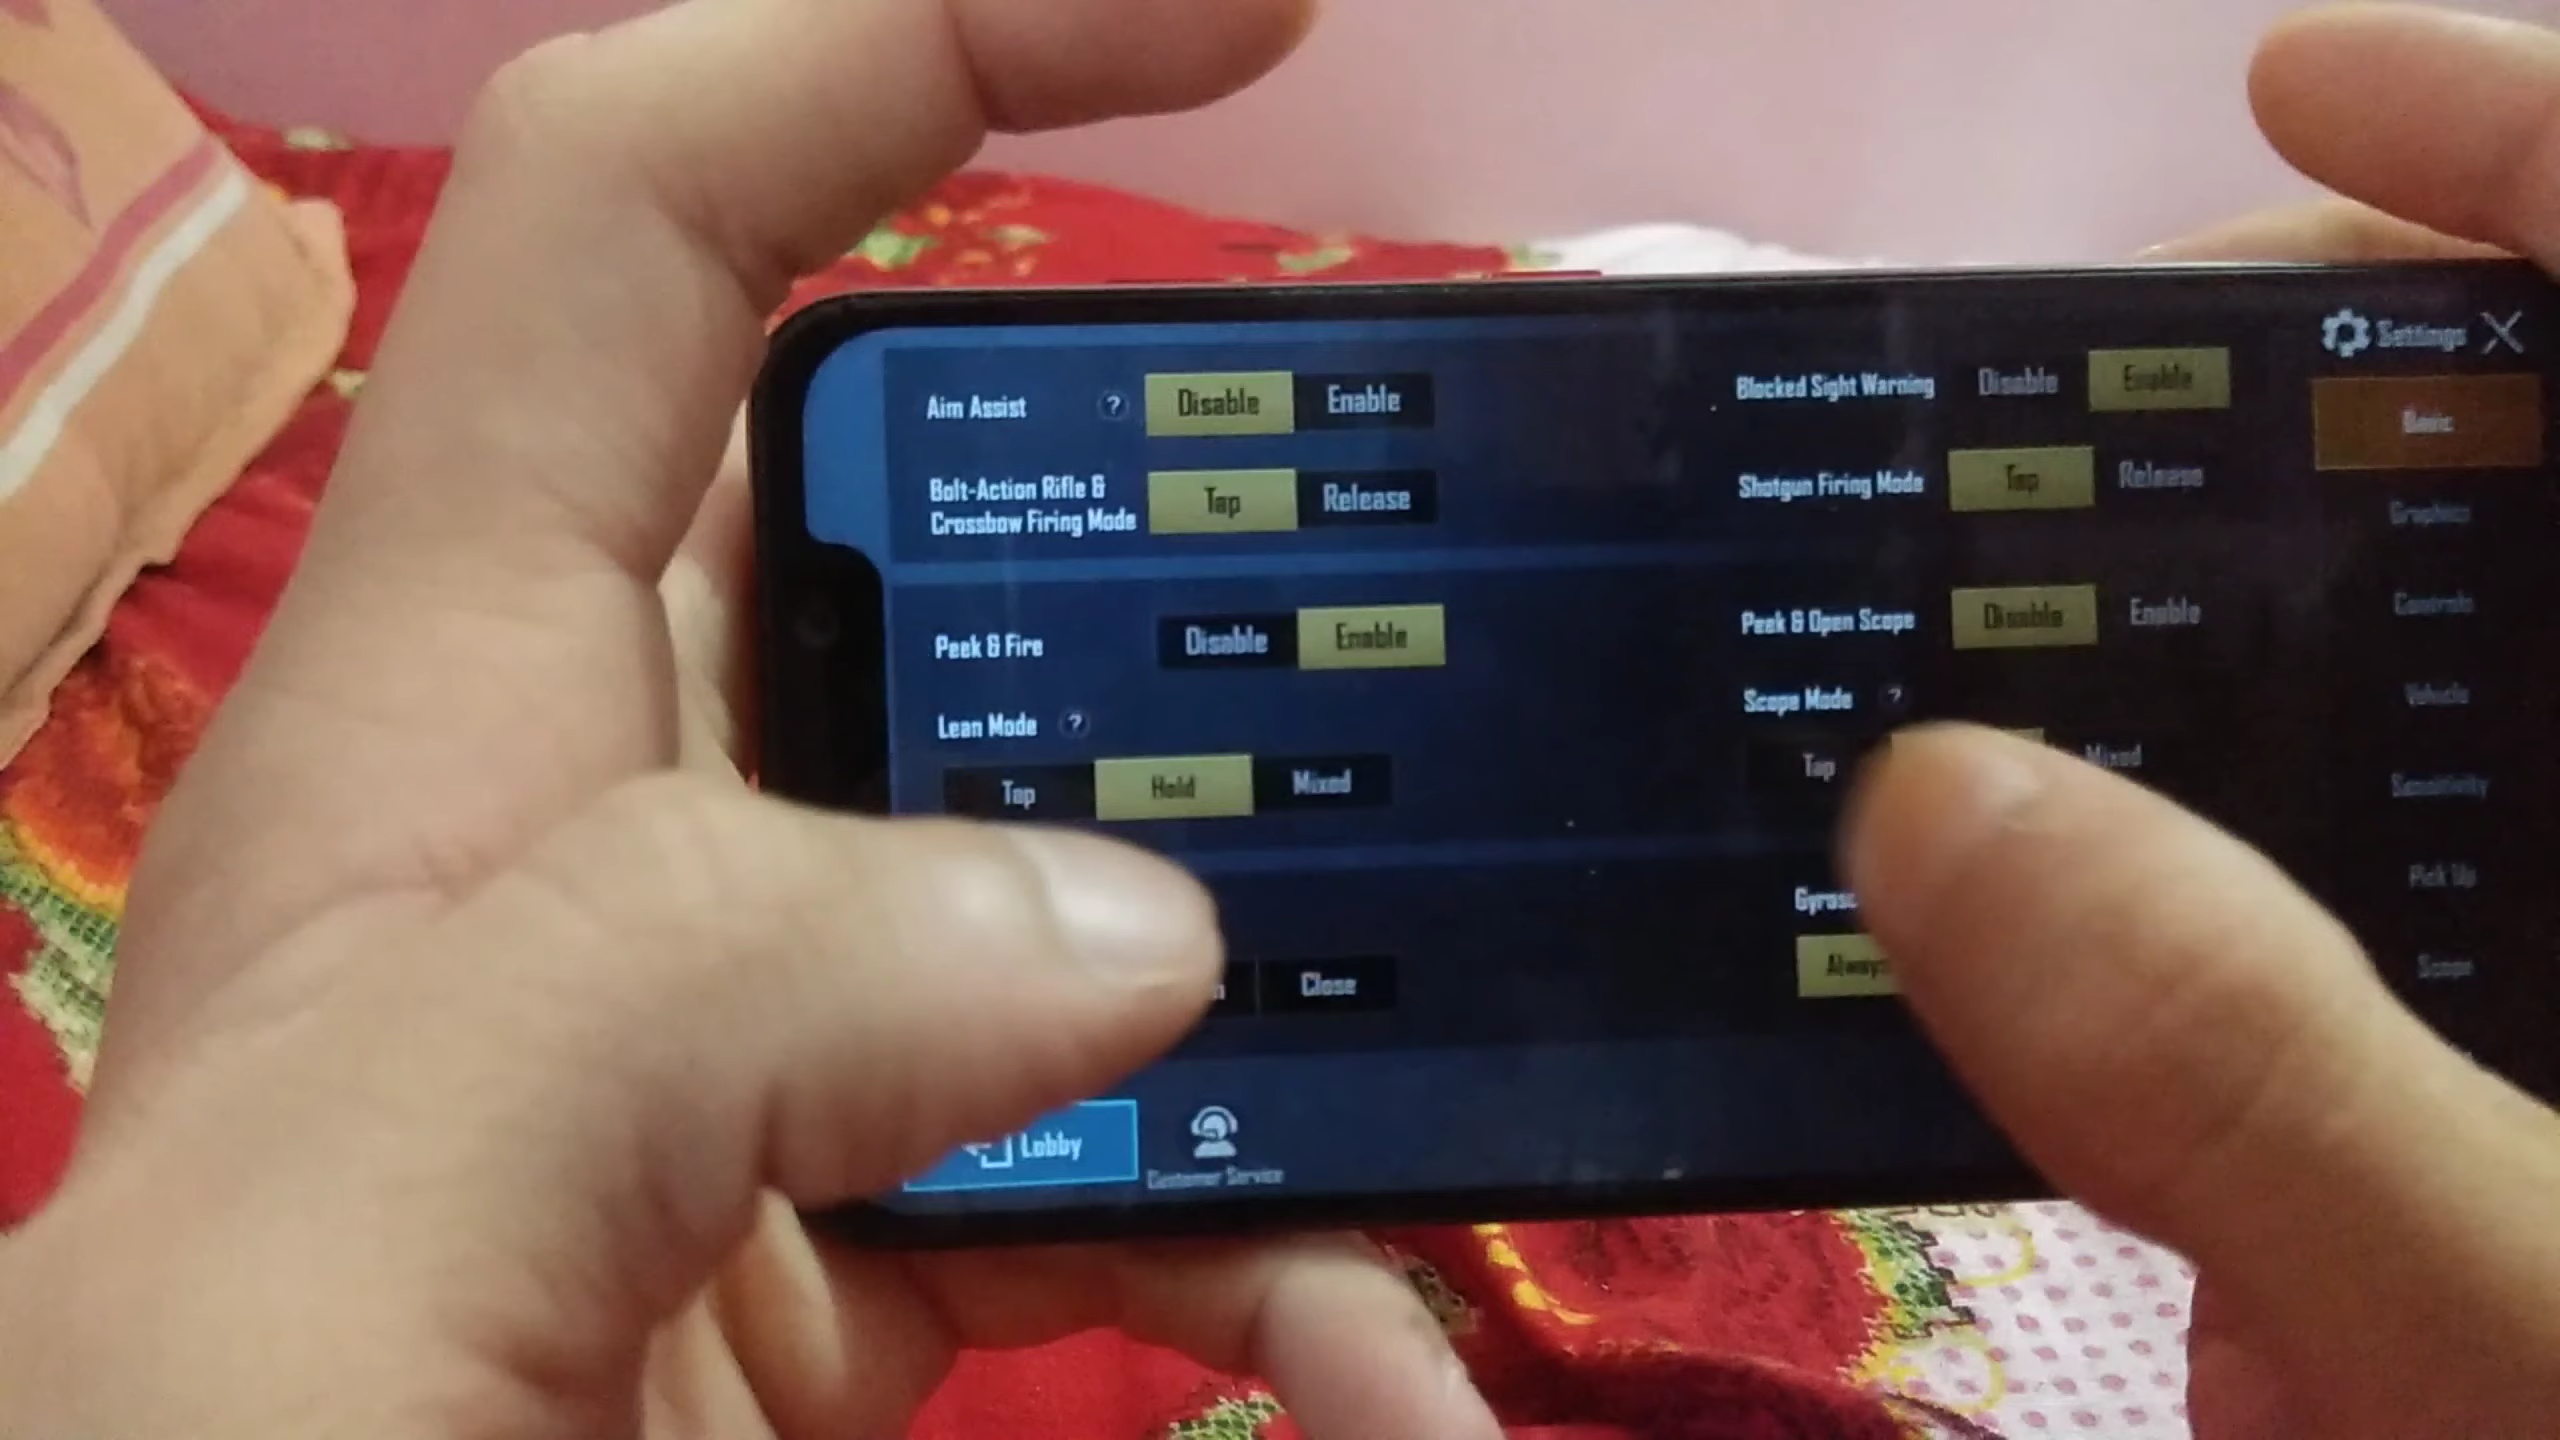 Settings
Aim Assist ? Disable Enable
Blocked Sight Warning Disable Enable
Basic
Bolt-Action Rifle &
Crossbow Firing Mode
Tap Release
Shotgun Firing Mode Tap Release
Graphics
Peek & Fire Disable Enable
Peek & Open Scope Disable Enable
Controls
Lean Mode ?
Scope Mode ?
Vehicle
Tap Hold Mixed
Tap Mixed
Sensitivity
Pick Up
Close
Always
Scope
Lobby
Customer Service